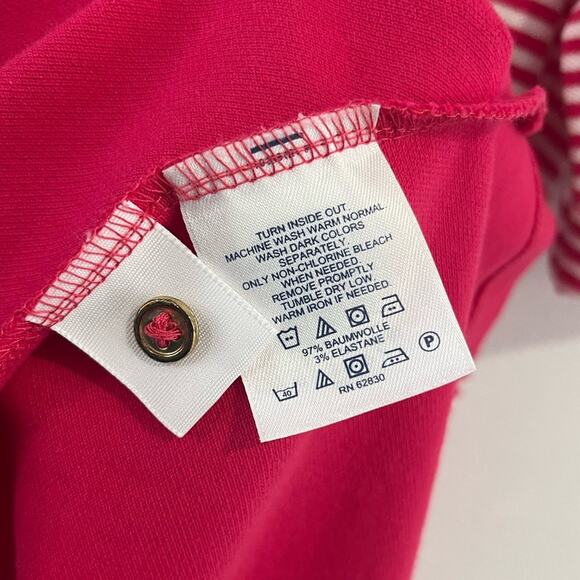 TURN INSIDE OUT.
MACHINE WASH WARM NORMAL
WASH DARK COLORS
SEPARATELY.
ONLY NON-CHLORINE BLEACH
WHEN NEEDED.
REMOVE PROMPTLY
TUMBLE DRY LOW.
WARM IRON IF NEEDED.
97% BAUMWOLLE
3% ELASTANE
P
40
RN 62830